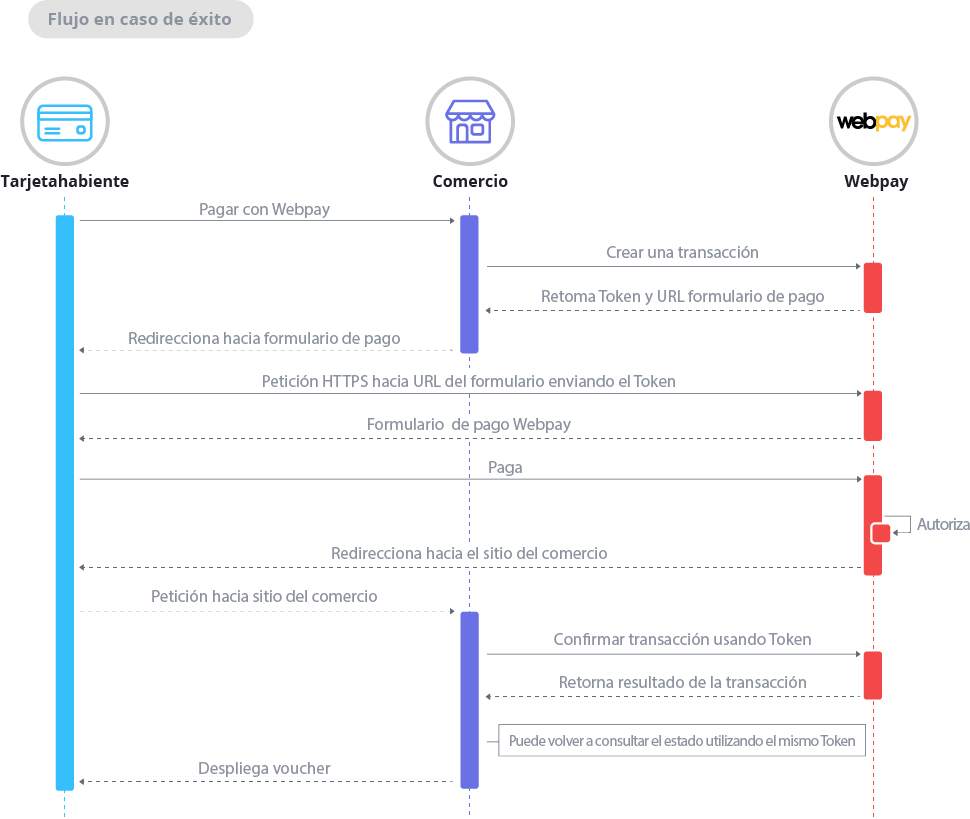 Flujo en caso de éxito
webpay
Tarjetahabiente
Comercio
Webpay
Pagar con Webpay
Crear una transacción
Retoma Token y URL formulario de pago
Redirecciona hacia formulario de pago
Petición HTTPS hacia URL del formulario enviando el Token
Formulario de pago Webpay
Paga
Autoriza
Redirecciona hacia el sitio del comercio
Petición hacia sitio del comercio
Confirmar transacción usando Token
Retorna resultado de la transacción
Puede volver a consultar el estado utilizando el mismo Token
Despliega voucher